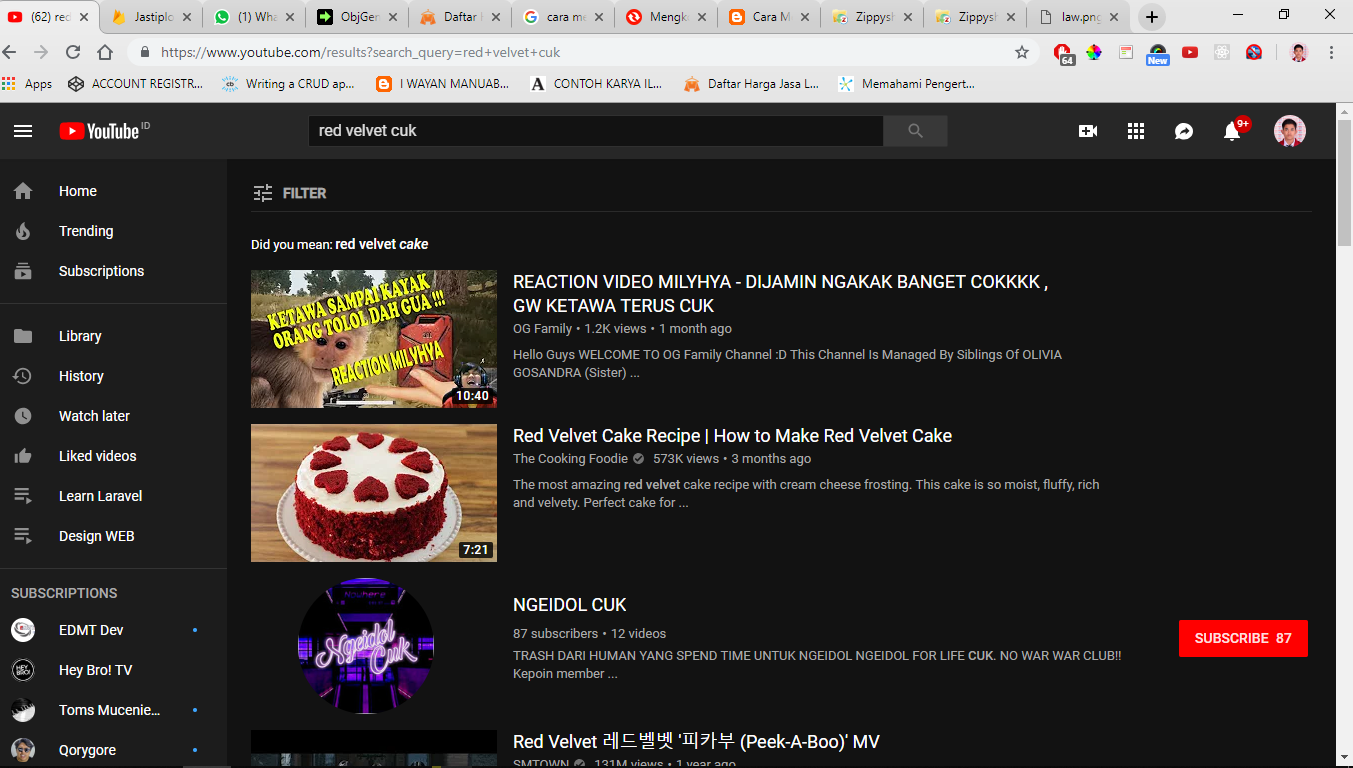 (62) red
Jastiplo
(1) Wha
ObjGen
Daftar
cara me
Mengk
Cara M
Zippysh
Zippysh
law.png
https://www.youtube.com/results?search_query=red+velvet+cuk
64
New
Apps
ACCOUNT REGISTR...
Writing a CRUD ap...
I WAYAN MANUAB...
CONTOH KARYA IL...
Daftar Harga Jasa L...
Memahami Pengert...
YouTube ID
red velvet cuk
9+
Home
Trending
Subscriptions
Library
History
Watch later
Liked videos
Learn Laravel
Design WEB
SUBSCRIPTIONS
EDMT Dev
Hey Bro! TV
Toms Mucenie...
Qorygore
FILTER
Did you mean: red velvet cake
KETAWA SAMPAI KAYAK
ORANG TOLOL DAH GUA !!!
REACTION MILYHYA
10:40
REACTION VIDEO MILYHYA - DIJAMIN NGAKAK BANGET COKKKK ,
GW KETAWA TERUS CUK
OG Family • 1.2K views • 1 month ago
Hello Guys WELCOME TO OG Family Channel :D This Channel Is Managed By Siblings Of OLIVIA
GOSANDRA (Sister) ...
7:21
Red Velvet Cake Recipe | How to Make Red Velvet Cake
The Cooking Foodie 573K views • 3 months ago
The most amazing red velvet cake recipe with cream cheese frosting. This cake is so moist, fluffy, rich
and velvety. Perfect cake for ...
Ngeidol
Cuk
NGEIDOL CUK
87 subscribers • 12 videos
TRASH DARI HUMAN YANG SPEND TIME UNTUK NGEIDOL NGEIDOL FOR LIFE CUK. NO WAR WAR CLUB!!
Kepoin member ...
SUBSCRIBE 87
Red Velvet 레드벨벳 '피카부 (Peek-A-Boo)' MV
SMTOWN 131M views • 1 year ago